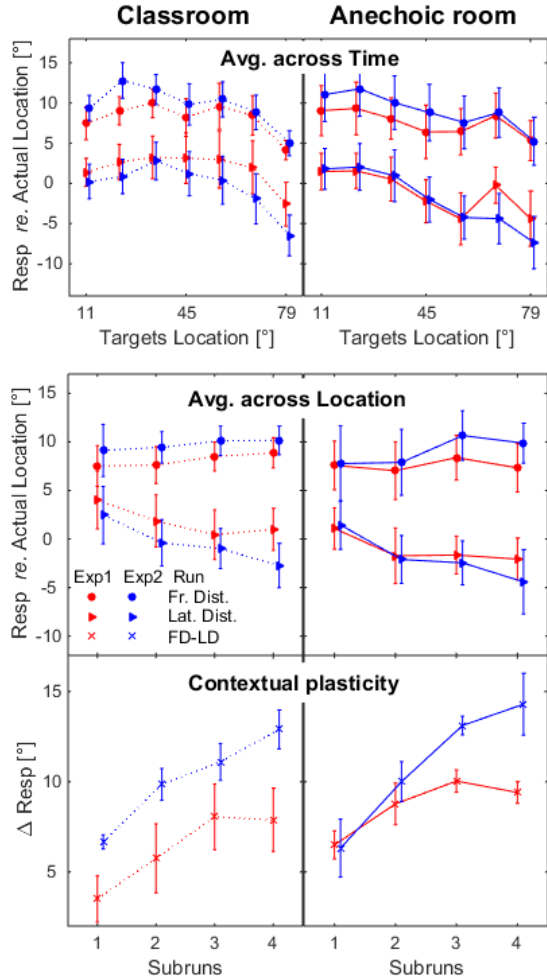 Classroom Anechoic room
Avg. across Time
Resp re. Actual Location [°]
15
10
5
0
-5
-10
11 45 79 11 45 79
Targets Location [°] Targets Location [°]
Avg. across Location
Resp re. Actual Location [°]
15
10
5
0
-5
-10
Exp1 Exp2 Run
Fr. Dist.
Lat. Dist.
FD-LD
Contextual plasticity
Δ Resp [°]
15
10
5
1 2 3 4 1 2 3 4
Subruns Subruns